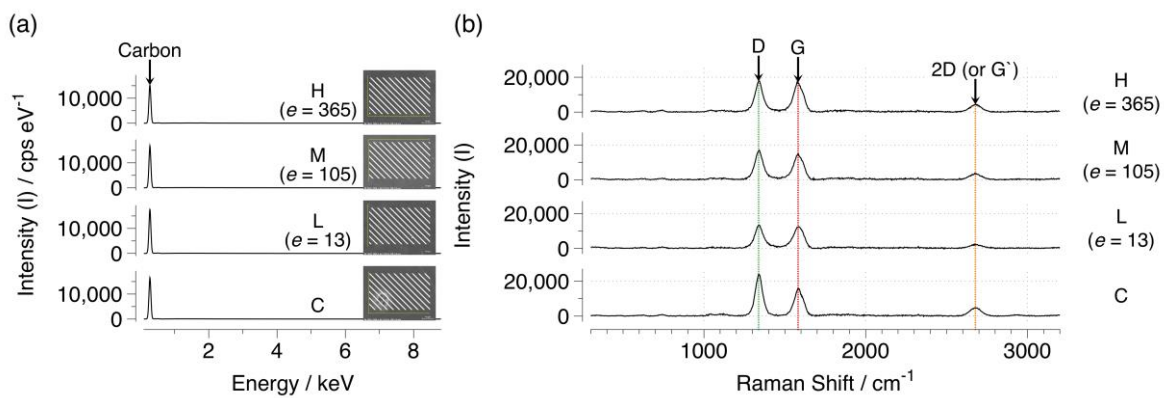 (a)
Carbon
Intensity (I) / cps eV⁻¹
10,000
0
H
(e = 365)
10,000
0
M
(e = 105)
10,000
0
L
(e = 13)
10,000
0
C
2 4 6 8
Energy / keV
(b)
D G 2D (or G`)
Intensity (I)
20,000
0
H
(e = 365)
20,000
0
M
(e = 105)
20,000
0
L
(e = 13)
20,000
0
C
1000 2000 3000
Raman Shift / cm⁻¹